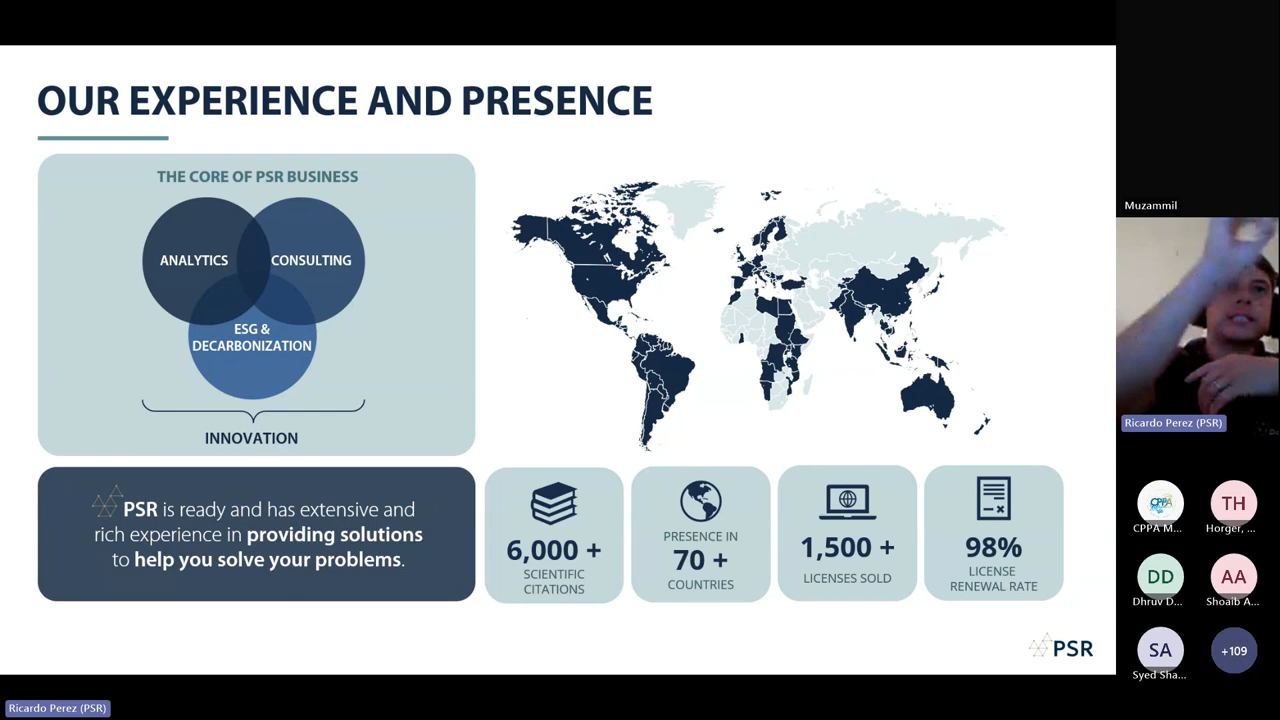 OUR EXPERIENCE AND PRESENCE
THE CORE OF PSR BUSINESS
ANALYTICS
CONSULTING
ESG &
DECARBONIZATION
INNOVATION
PSR is ready and has extensive and
rich experience in providing solutions
to help you solve your problems.
6,000 +
SCIENTIFIC
CITATIONS
PRESENCE IN
70 +
COUNTRIES
1,500 +
LICENSES SOLD
98%
LICENSE
RENEWAL RATE
PSR
Muzammil
Ricardo Perez (PSR)
CPPA
CPPA M...
TH
Horger, ...
DD
Dhruv D...
AA
Shoaib A...
SA
Syed Sha...
+109
Ricardo Perez (PSR)